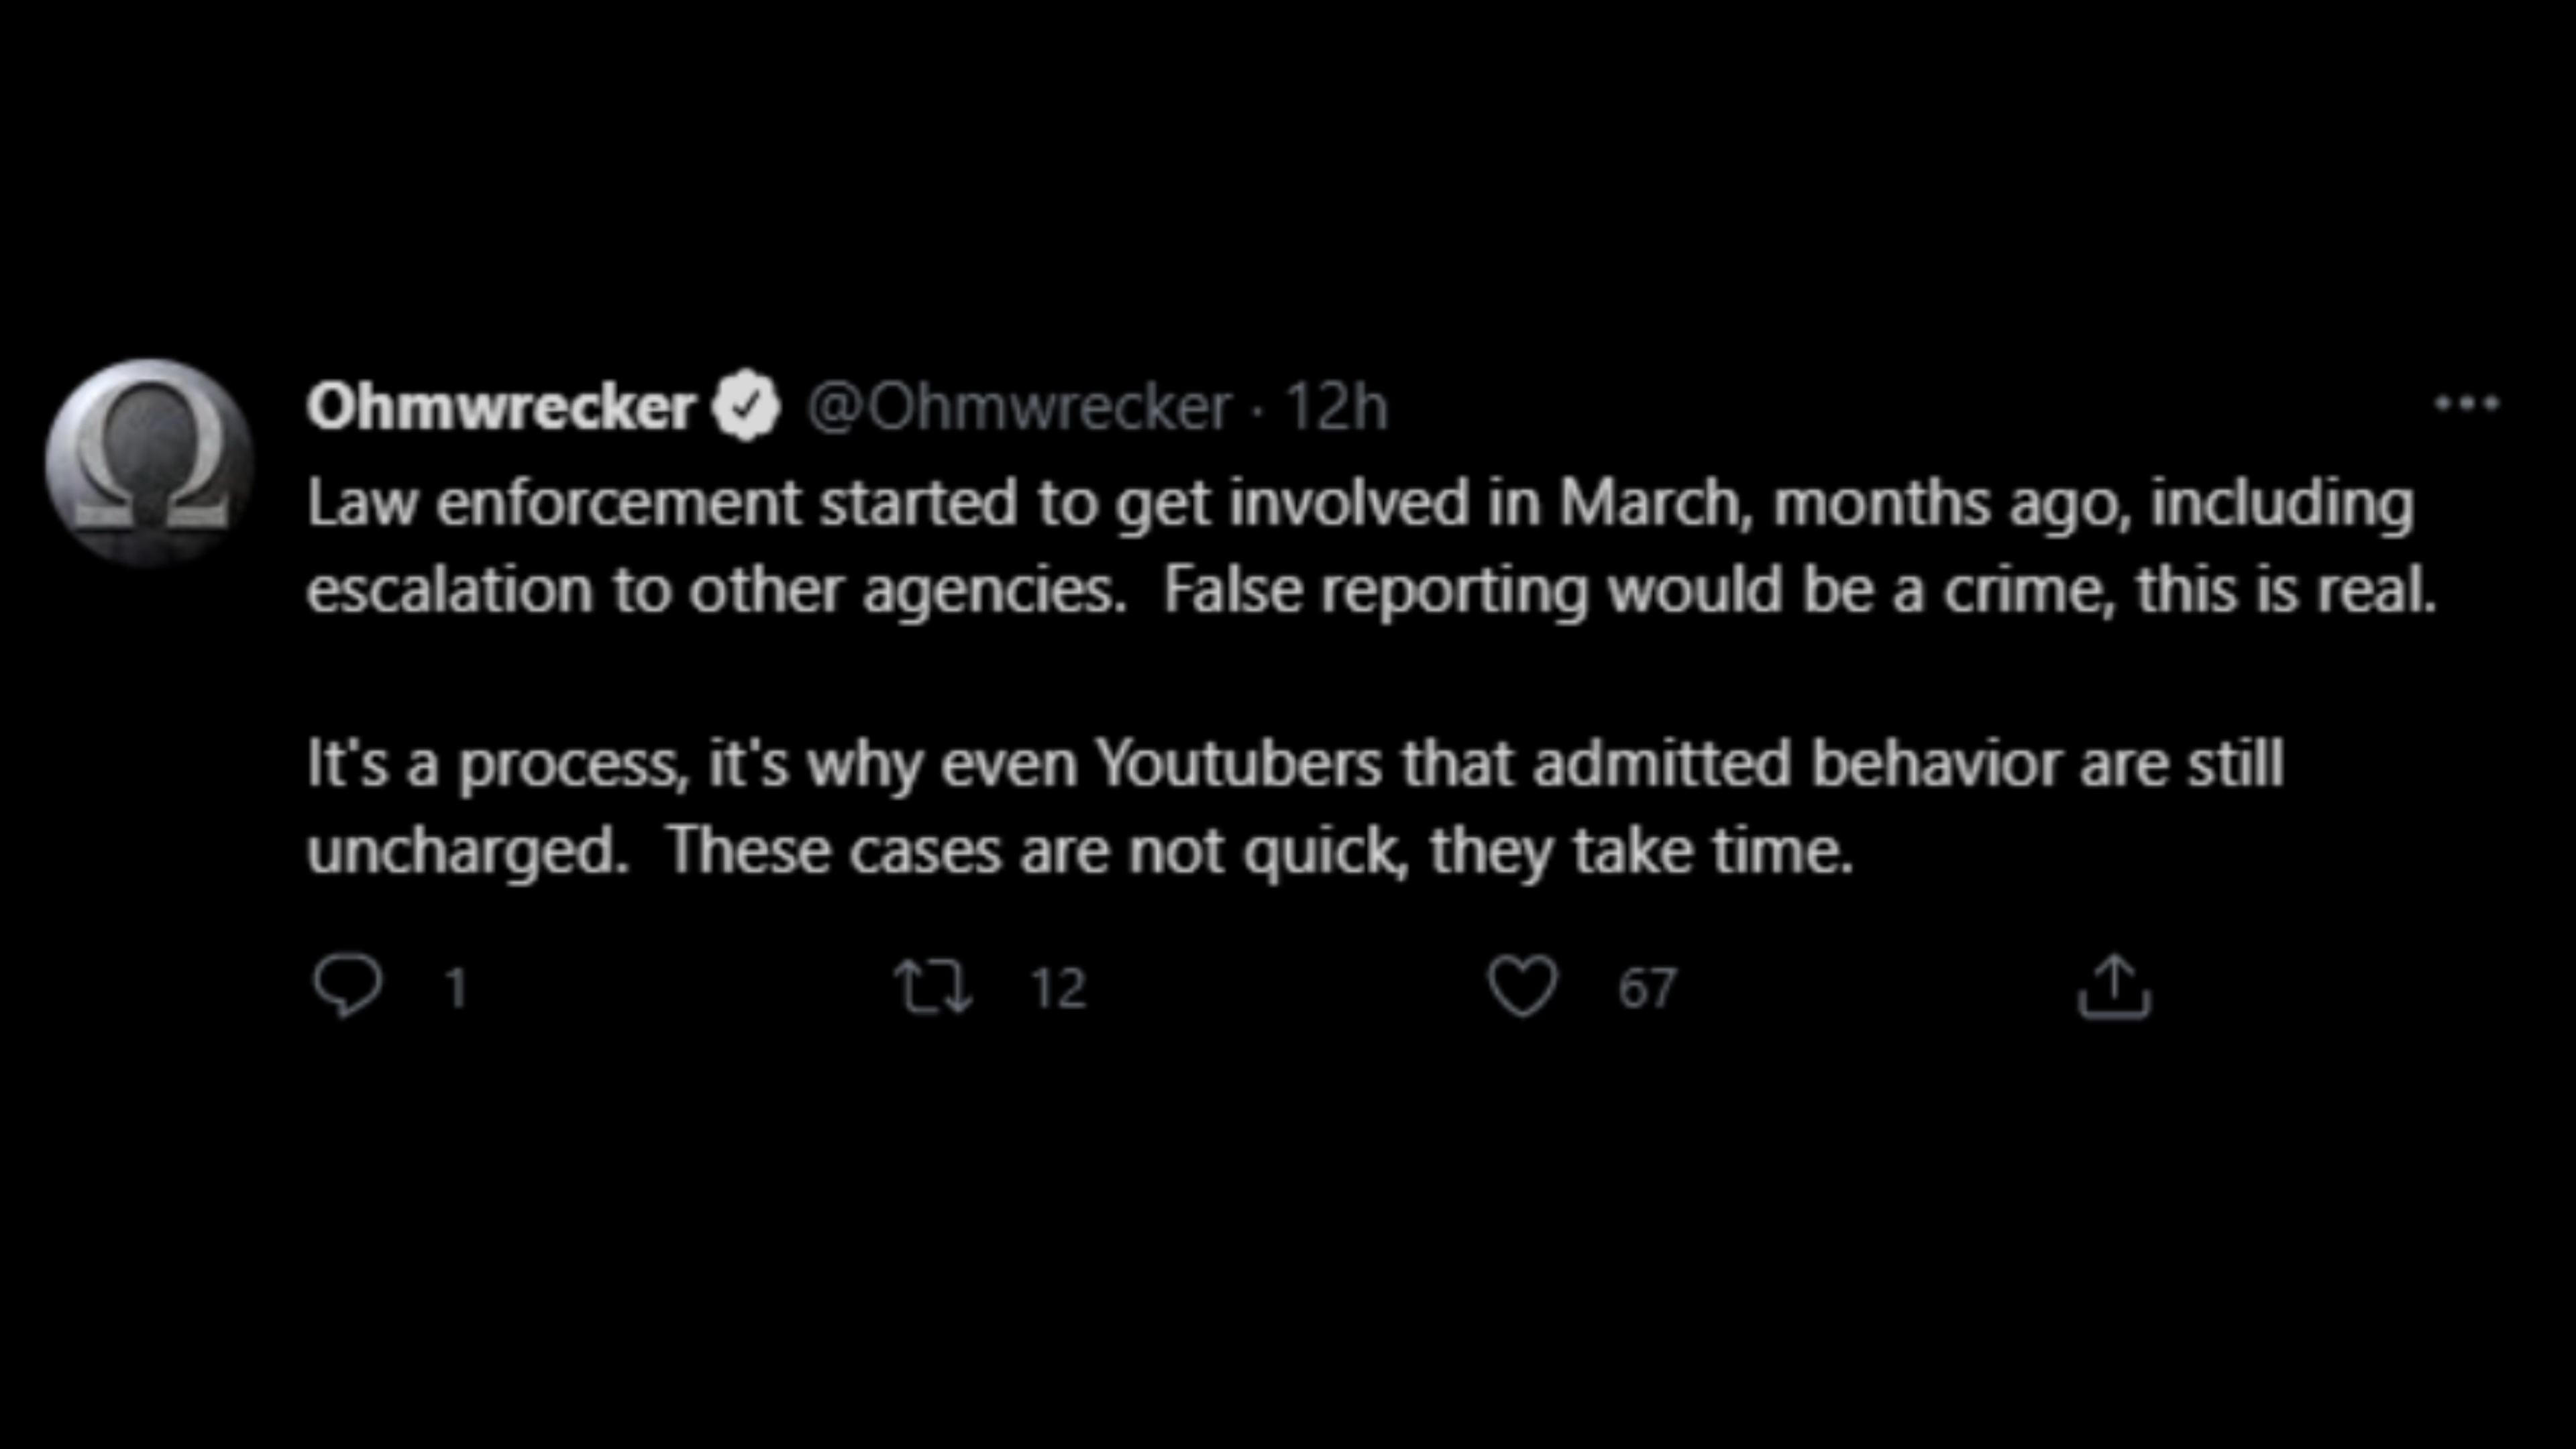 Ohmwrecker @Ohmwrecker · 12h
Law enforcement started to get involved in March, months ago, including
escalation to other agencies.  False reporting would be a crime, this is real.
It's a process, it's why even Youtubers that admitted behavior are still
uncharged.  These cases are not quick, they take time.
1 12 67